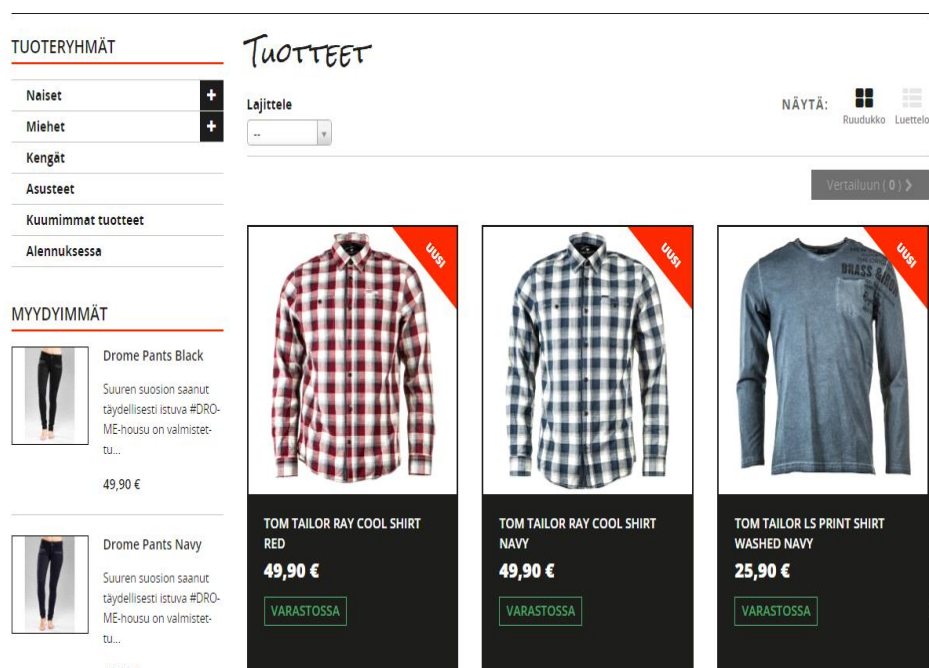 TUOTERYHMÄT
Naiset
Miehet
Kengät
Asusteet
Kuumimmat tuotteet
Alennuksessa
MYYDYIMMÄT
Drome Pants Black
Suuren suosion saanut
täydellisesti istuva #DRO-
ME-housu on valmistet-
tu...
49,90 €
Drome Pants Navy
Suuren suosion saanut
täydellisesti istuva #DRO-
ME-housu on valmistet-
tu...
TUOTTEET
Lajittele
--
NÄYTÄ:
Ruudukko
Luettelo
Vertailuun ( 0 )
UUSI
TOM TAILOR RAY COOL SHIRT
RED
49,90 €
VARASTOSSA
UUSI
TOM TAILOR RAY COOL SHIRT
NAVY
49,90 €
VARASTOSSA
UUSI
BRASS &
TOM TAILOR LS PRINT SHIRT
WASHED NAVY
25,90 €
VARASTOSSA